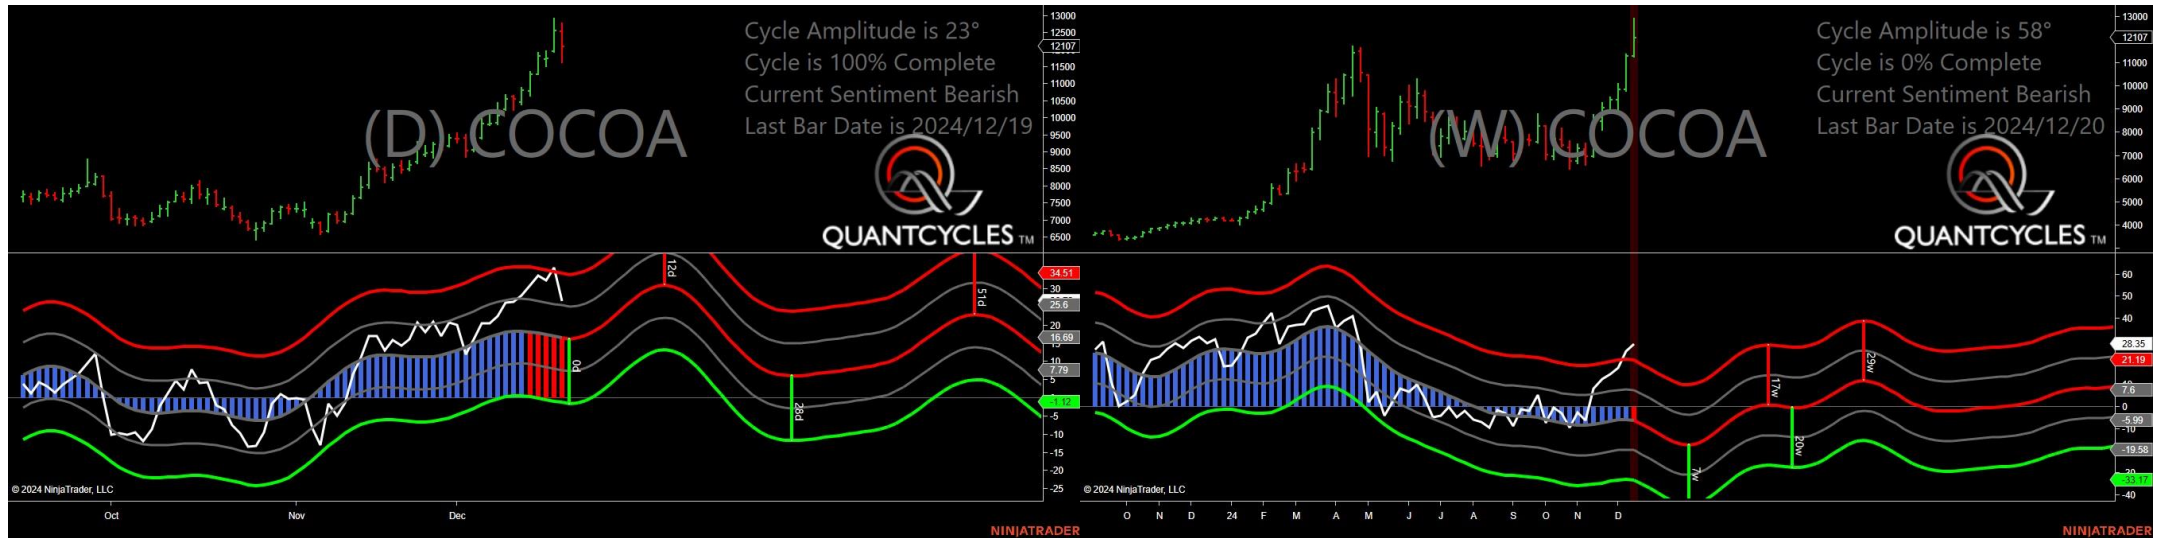 (D) COCOA
Cycle Amplitude is 23°
Cycle is 100% Complete
Current Sentiment Bearish
Last Bar Date is 2024/12/19
QUANTCYCLES TM
13000
12500
12107
11500
11000
10500
10000
9500
9000
8500
8000
7500
7000
6500
34.51
30
25.6
20
16.69
10
7.79
5
-1.12
-5
-10
-15
-20
-25
0d
12d
28d
51d
© 2024 NinjaTrader, LLC
Oct Nov Dec
NINJATRADER
(W) COCOA
Cycle Amplitude is 58°
Cycle is 0% Complete
Current Sentiment Bearish
Last Bar Date is 2024/12/20
QUANTCYCLES TM
13000
12107
11000
10000
9000
8000
7000
6000
5000
4000
60
50
40
28.35
21.19
7.6
0
-5.99
-10
-19.58
-33.17
-40
7w
17w
20w
29w
© 2024 NinjaTrader, LLC
O N D 24 F M A M J J A S O N D
NINJATRADER